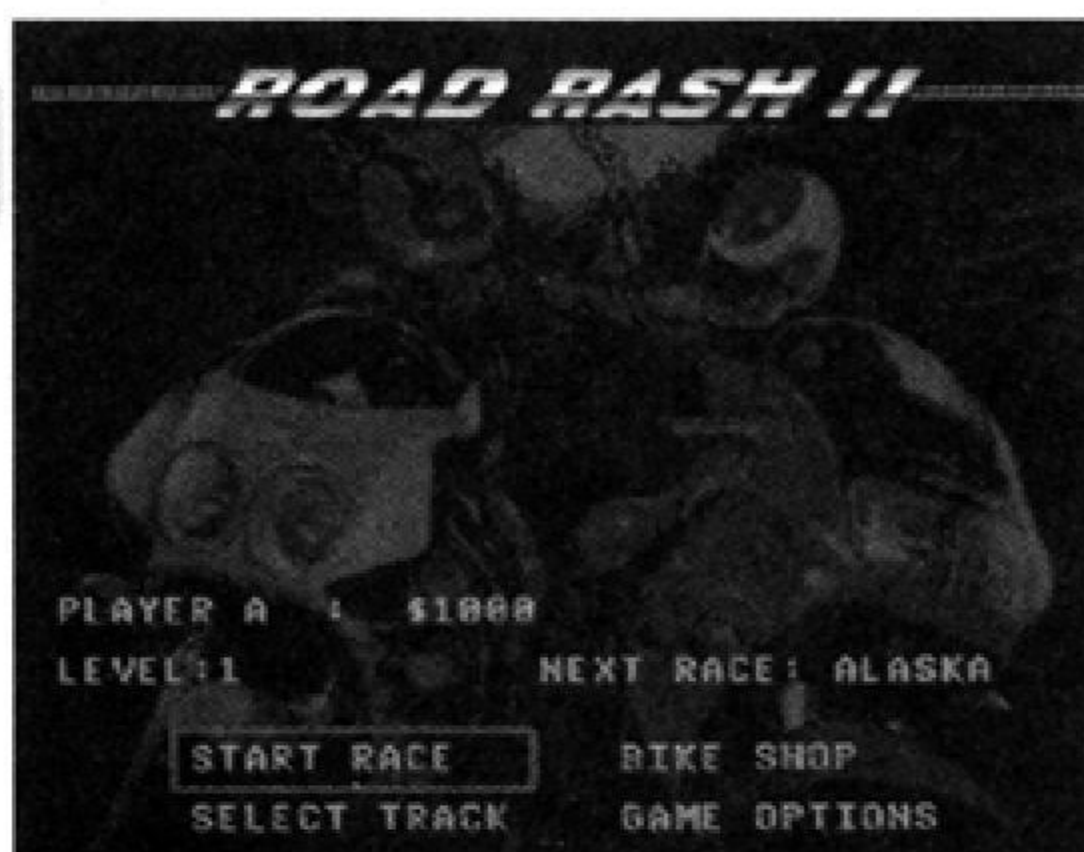 ROAD RASH II
PLAYER A : $1000
LEVEL:1 NEXT RACE: ALASKA
START RACE BIKE SHOP
SELECT TRACK GAME OPTIONS